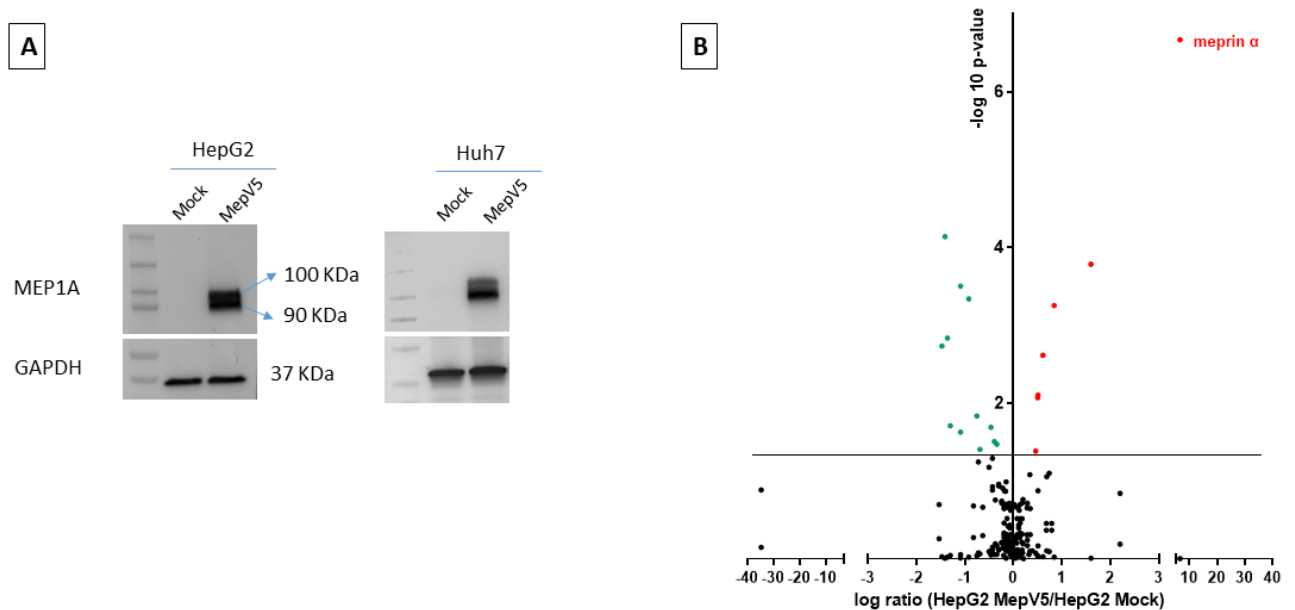 A
HepG2
Mock
MepV5
MEP1A
100 KDa
90 KDa
GAPDH
37 KDa
Huh7
Mock
MepV5
B
-log 10 p-value
meprin α
6
4
2
-40 -30 -20 -10 -3 -2 -1 0 1 2 3 10 20 30 40
log ratio (HepG2 MepV5/HepG2 Mock)